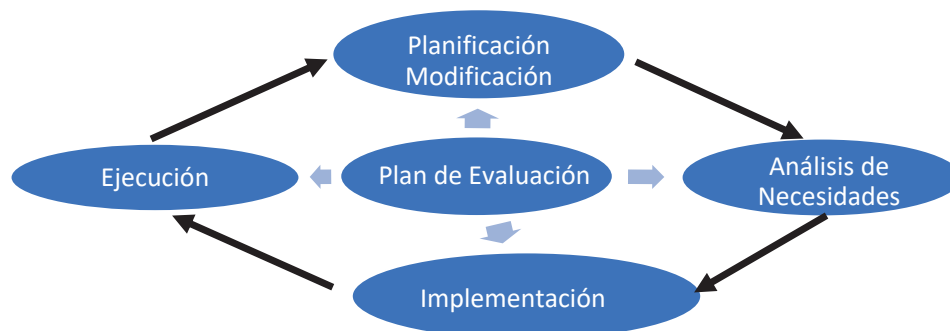 Planificación
Modificación
Ejecución
Plan de Evaluación
Análisis de
Necesidades
Implementación